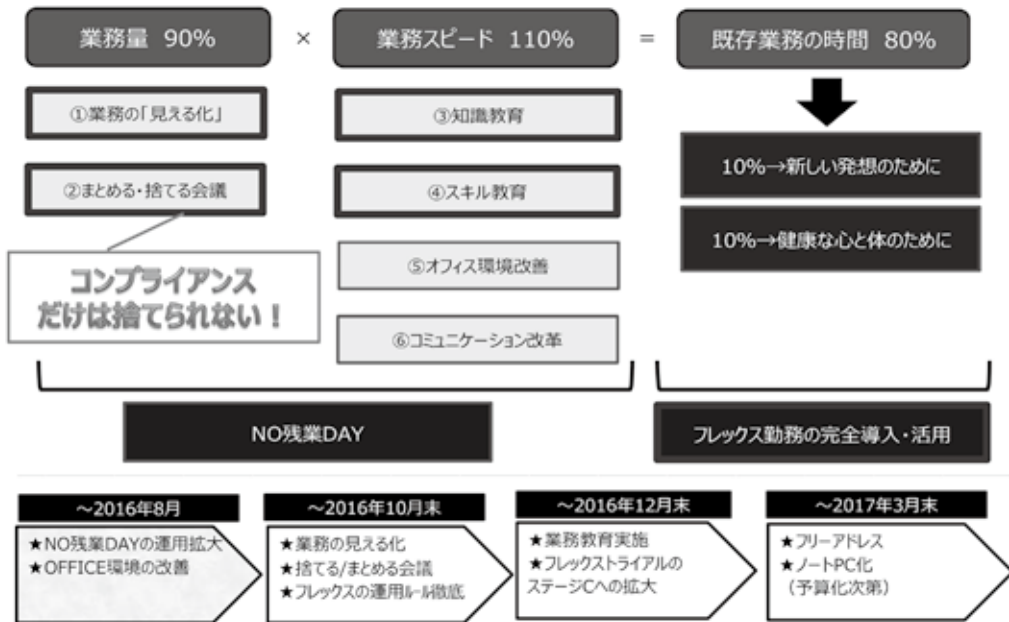 業務量 90% × 業務スピード 110% = 既存業務の時間 80%
①業務の「見える化」
②まとめる・捨てる会議
コンプライアンス
だけは捨てられない！
③知識教育
④スキル教育
⑤オフィス環境改善
⑥コミュニケーション改革
10%→新しい発想のために
10%→健康な心と体のために
NO残業DAY
フレックス勤務の完全導入・活用
～2016年8月
★NO残業DAYの運用拡大
★OFFICE環境の改善
～2016年10月末
★業務の見える化
★捨てる/まとめる会議
★フレックスの運用ルール徹底
～2016年12月末
★業務教育実施
★フレックストライアルの
ステージCへの拡大
～2017年3月末
★フリーアドレス
★ノートPC化
（予算化次第）